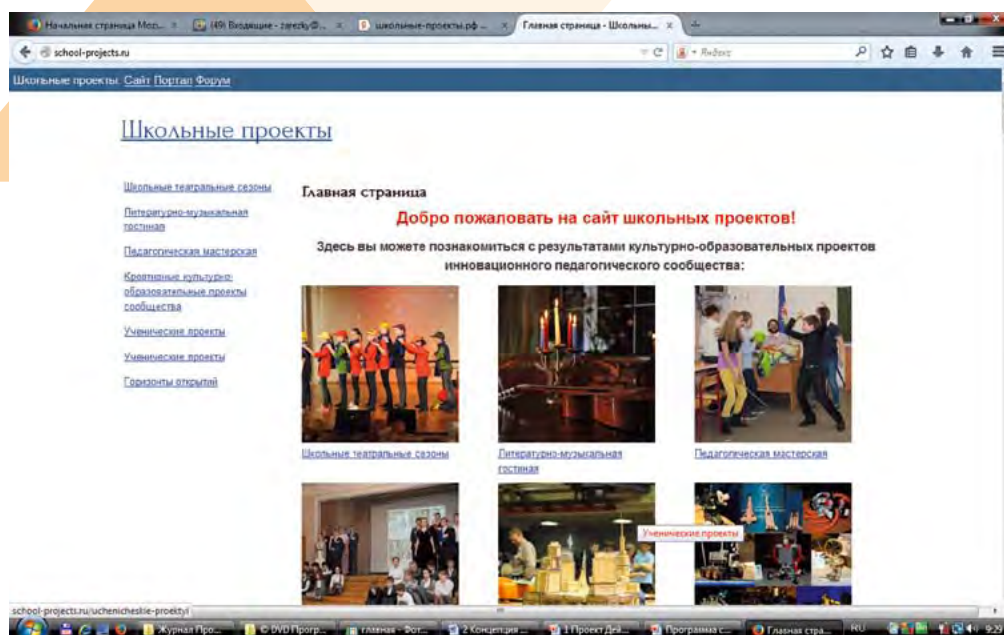 Начальная страница Mozi...
(49) Входящие - zarezky@...
школьные-проекты.рф - ...
Главная страница - Школьны...
school-projects.ru
Яндекс
Школьные проекты: Сайт Портал Форум
Школьные проекты
Школьные театральные сезоны
Литературно-музыкальная
гостиная
Педагогическая мастерская
Креативные культурно-
образовательные проекты
сообщества
Ученические проекты
Ученические проекты
Горизонты открытий
Главная страница
Добро пожаловать на сайт школьных проектов!
Здесь вы можете познакомиться с результатами культурно-образовательных проектов
инновационного педагогического сообщества:
Школьные театральные сезоны
Литературно-музыкальная
гостиная
Педагогическая мастерская
Ученические проекты
school-projects.ru/uchenicheskie-proektyi
Журнал Про...
DVD Прогр...
главная - Фот...
2 Концепция ...
1 Проект Дей...
Программа с...
Главная стра...
RU